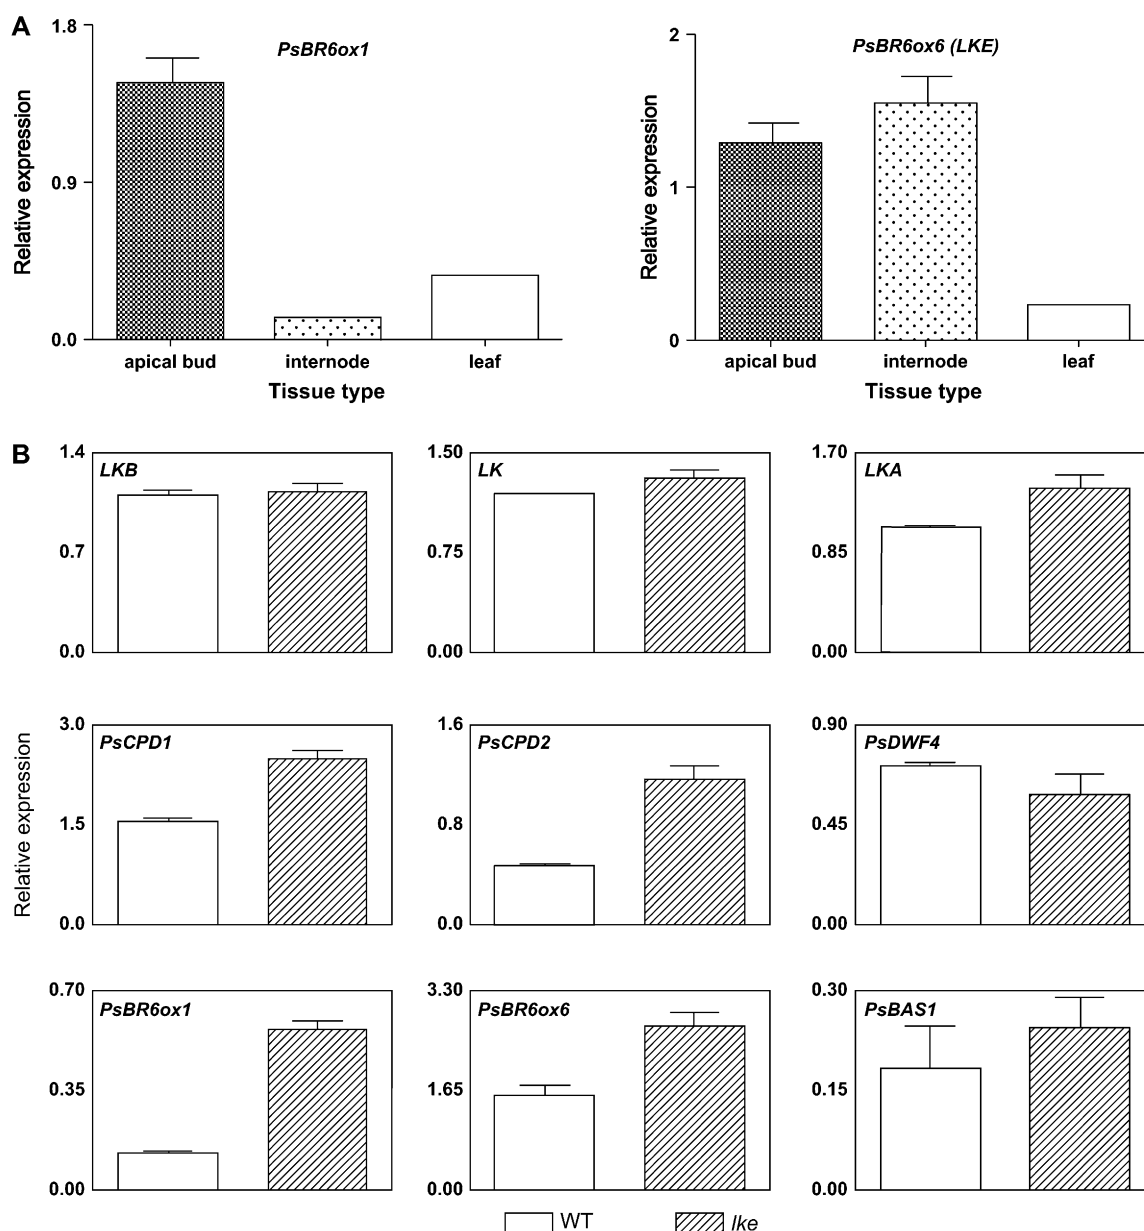 A
1.8
0.9
0.0
Relative expression
PsBR6ox1
apical bud internode leaf
Tissue type
2
1
0
Relative expression
PsBR6ox6 (LKE)
apical bud internode leaf
Tissue type
B
Relative expression
1.4
0.7
0.0
LKB
1.50
0.75
0.00
LK
1.70
0.85
0.00
LKA
3.0
1.5
0.0
PsCPD1
1.6
0.8
0.0
PsCPD2
0.90
0.45
0.00
PsDWF4
0.70
0.35
0.00
PsBR6ox1
3.30
1.65
0.00
PsBR6ox6
0.30
0.15
0.00
PsBAS1
WT lke